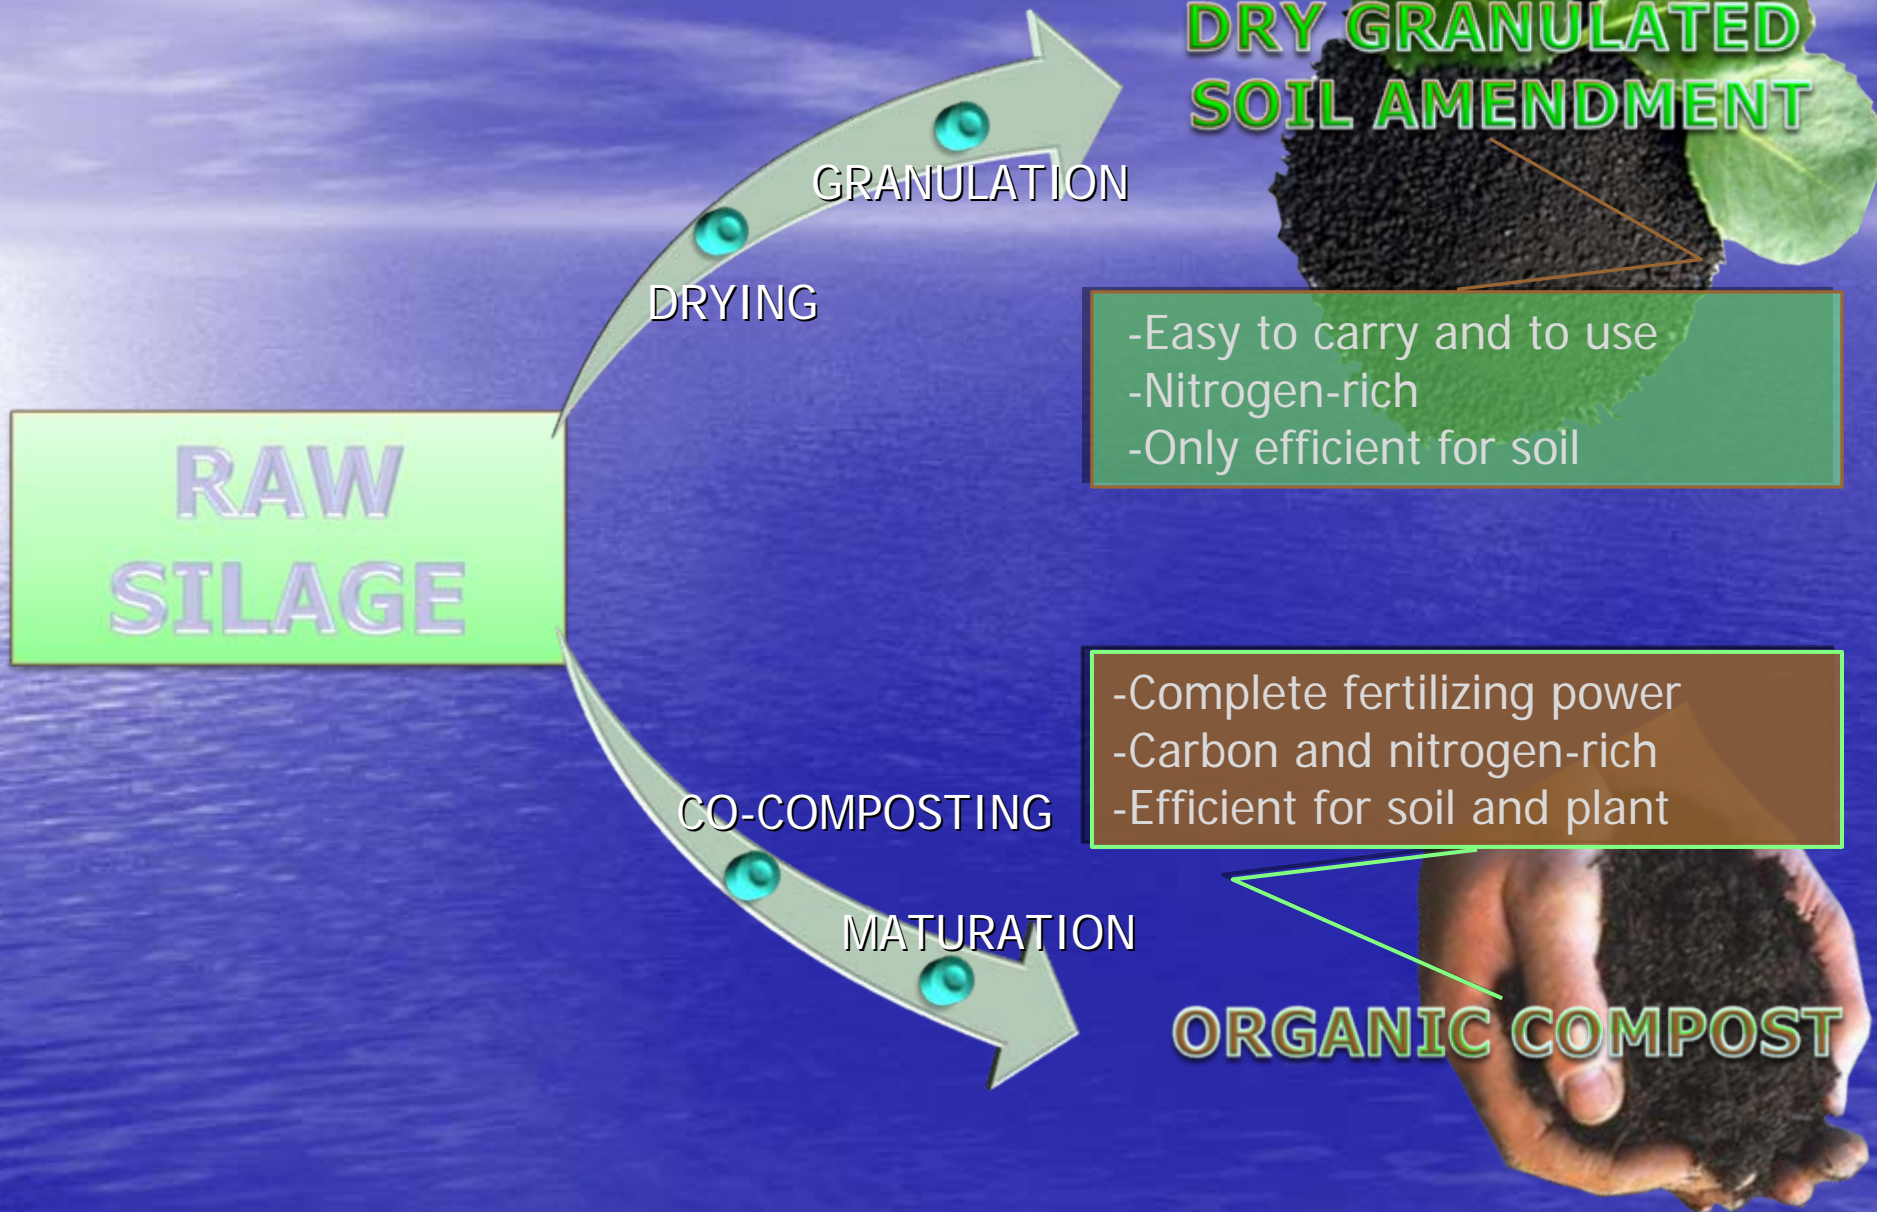 DRY GRANULATED
SOIL AMENDMENT
GRANULATION
DRYING
-Easy to carry and to use
-Nitrogen-rich
-Only efficient for soil
RAW
SILAGE
-Complete fertilizing power
-Carbon and nitrogen-rich
-Efficient for soil and plant
CO-COMPOSTING
MATURATION
ORGANIC COMPOST